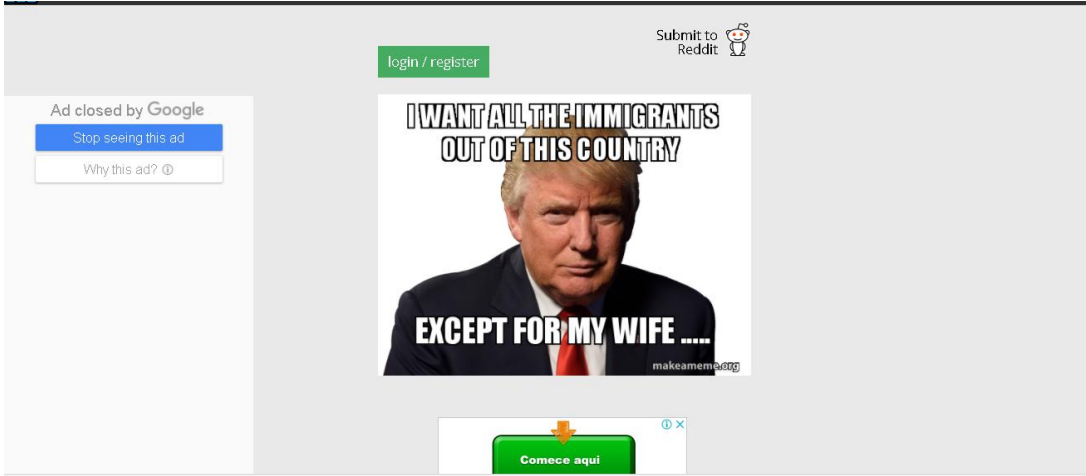 Submit to
Reddit
login / register
Ad closed by Google
Stop seeing this ad
Why this ad?
I WANT ALL THE IMMIGRANTS
OUT OF THIS COUNTRY
EXCEPT FOR MY WIFE .....
makeameme.org
Comece aqui